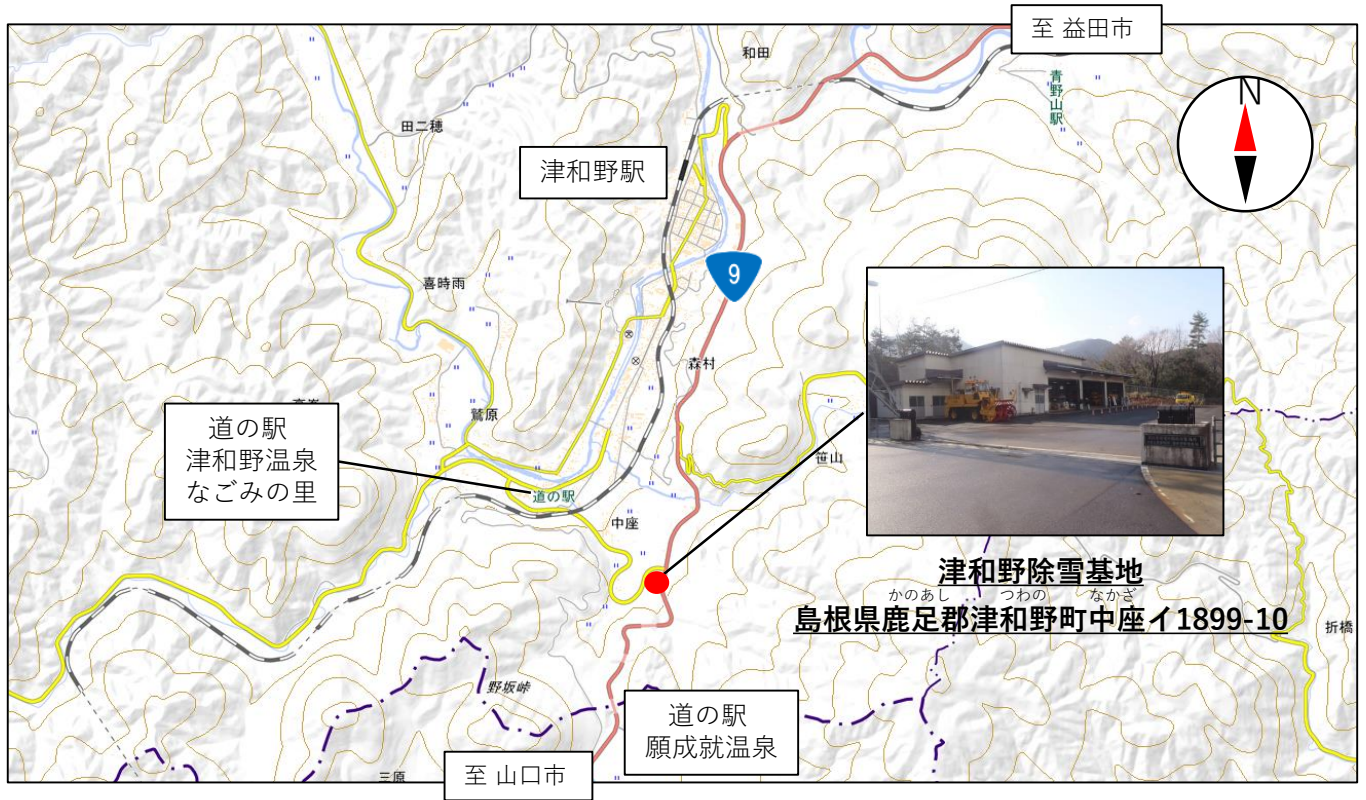 至 益田市
和田
青野山駅
N
田二穂
津和野駅
9
喜時雨
森村
鷲原
道の駅
津和野温泉
なごみの里
笹山
道の駅
中座
津和野除雪基地
かのあし つわの なかざ
島根県鹿足郡津和野町中座イ1899-10
折橋
野坂峠
道の駅
願成就温泉
至 山口市
三原